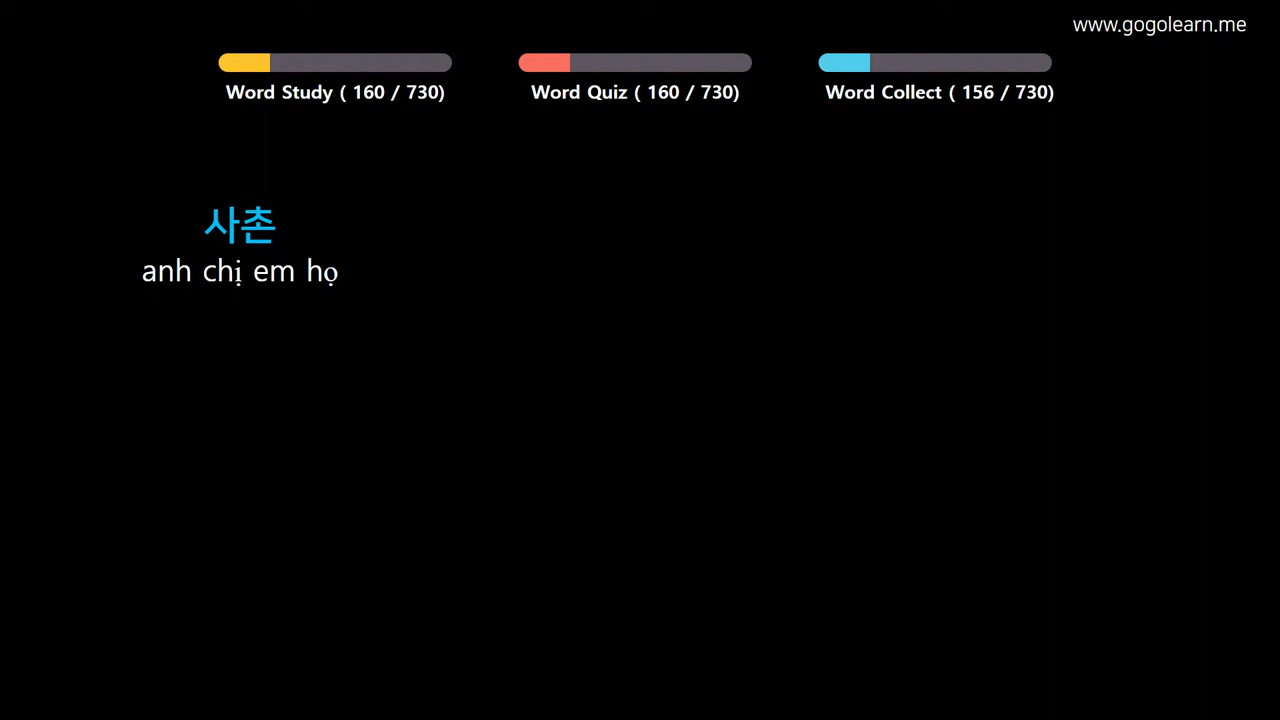 www.gogolearn.me
Word Study ( 160 / 730)
Word Quiz ( 160 / 730)
Word Collect ( 156 / 730)
사촌
anh chị em họ